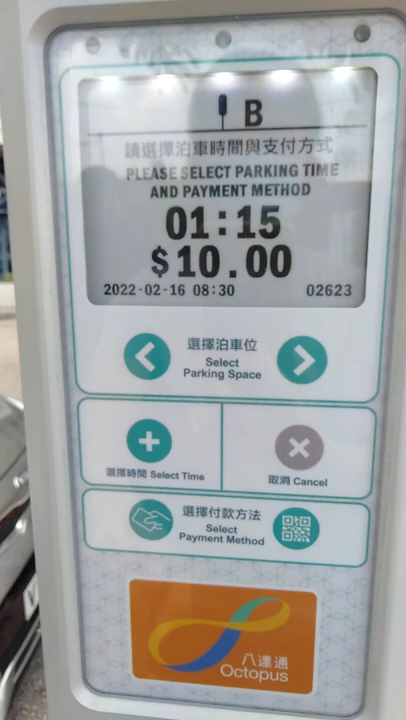 B
請選擇泊車時間與支付方式
PLEASE SELECT PARKING TIME
AND PAYMENT METHOD
01:15
$10.00
2022-02-16 08:30 02623
選擇泊車位
Select
Parking Space
選擇時間 Select Time
取消 Cancel
選擇付款方法
Select
Payment Method
八達通
Octopus